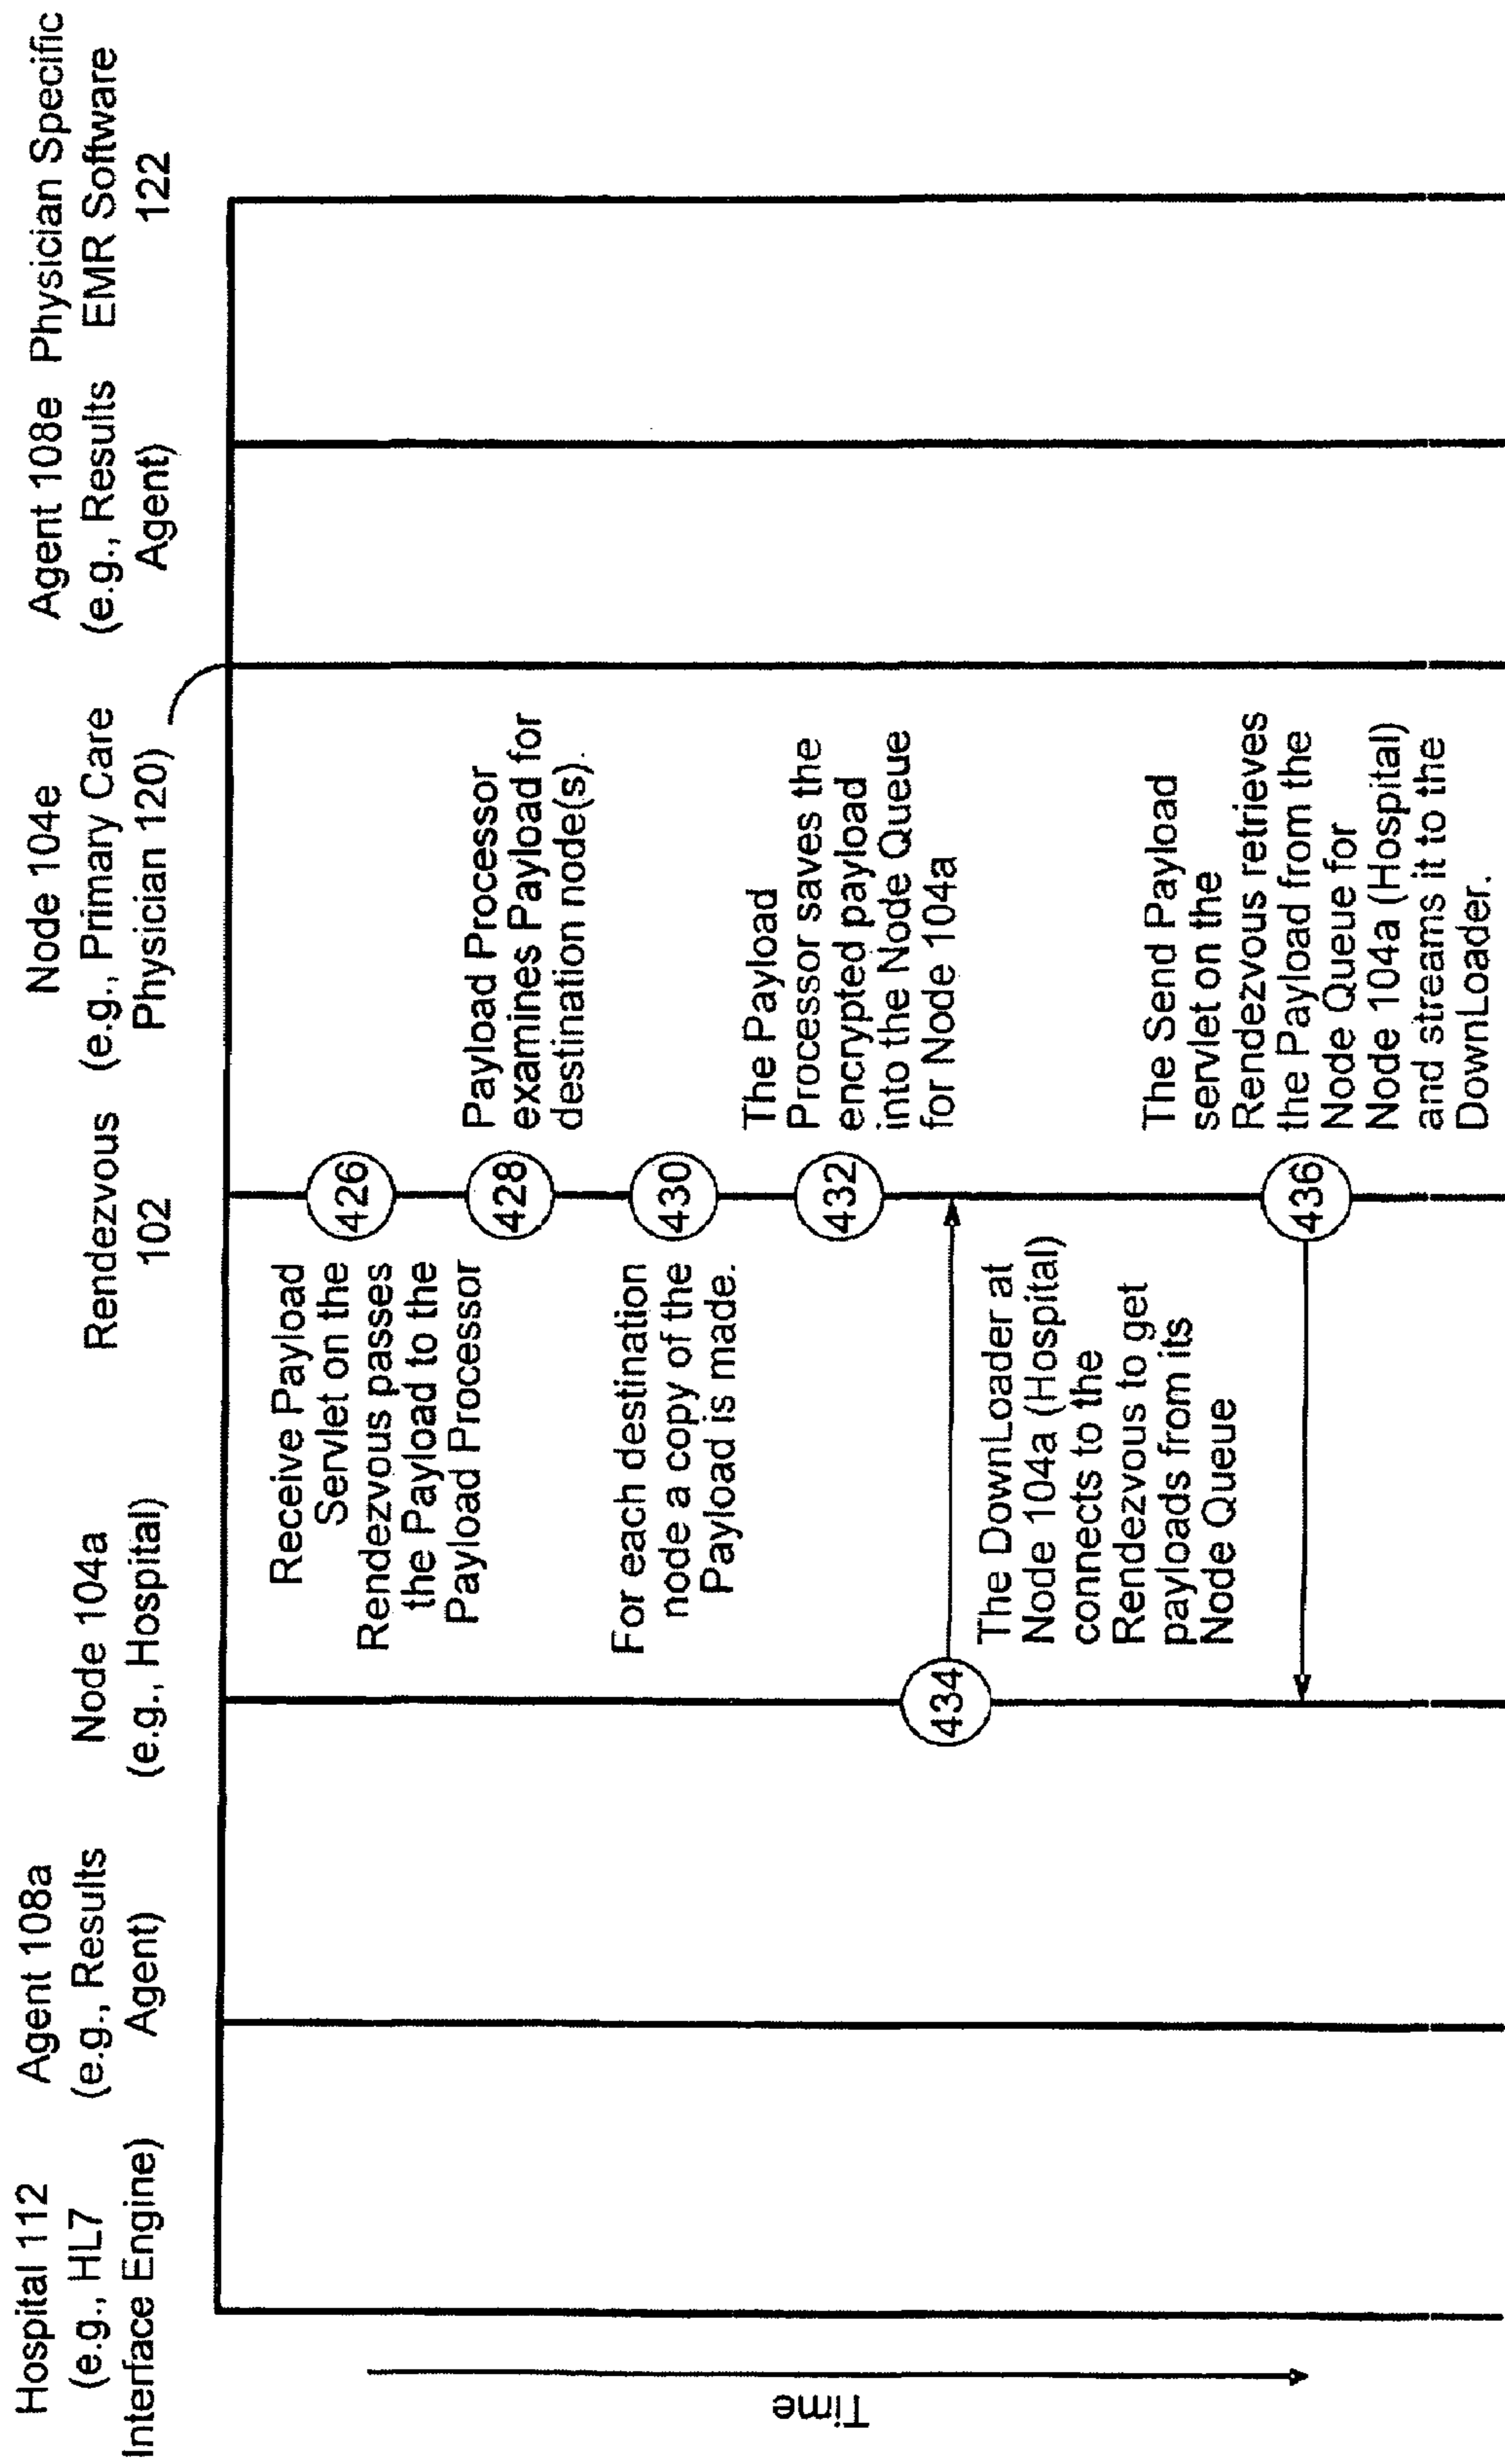 Hospital 112
(e.g., HL7
Interface Engine)
Agent 108a
(e.g., Results
Agent)
Node 104a
(e.g., Hospital)
Rendezvous
102
Node 104e
(e.g., Primary Care
Physician 120)
Agent 108e
(e.g., Results
Agent)
Physician Specific
EMR Software
122
Time
Receive Payload
Servlet on the
Rendezvous passes
the Payload to the
Payload Processor
426
428
Payload Processor
examines Payload for
destination node(s).
For each destination
node a copy of the
Payload is made.
430
432
The Payload
Processor saves the
encrypted payload
into the Node Queue
for Node 104a
434
The DownLoader at
Node 104a (Hospital)
connects to the
Rendezvous to get
payloads from its
Node Queue
436
The Send Payload
servlet on the
Rendezvous retrieves
the Payload from the
Node Queue for
Node 104a (Hospital)
and streams it to the
DownLoader.